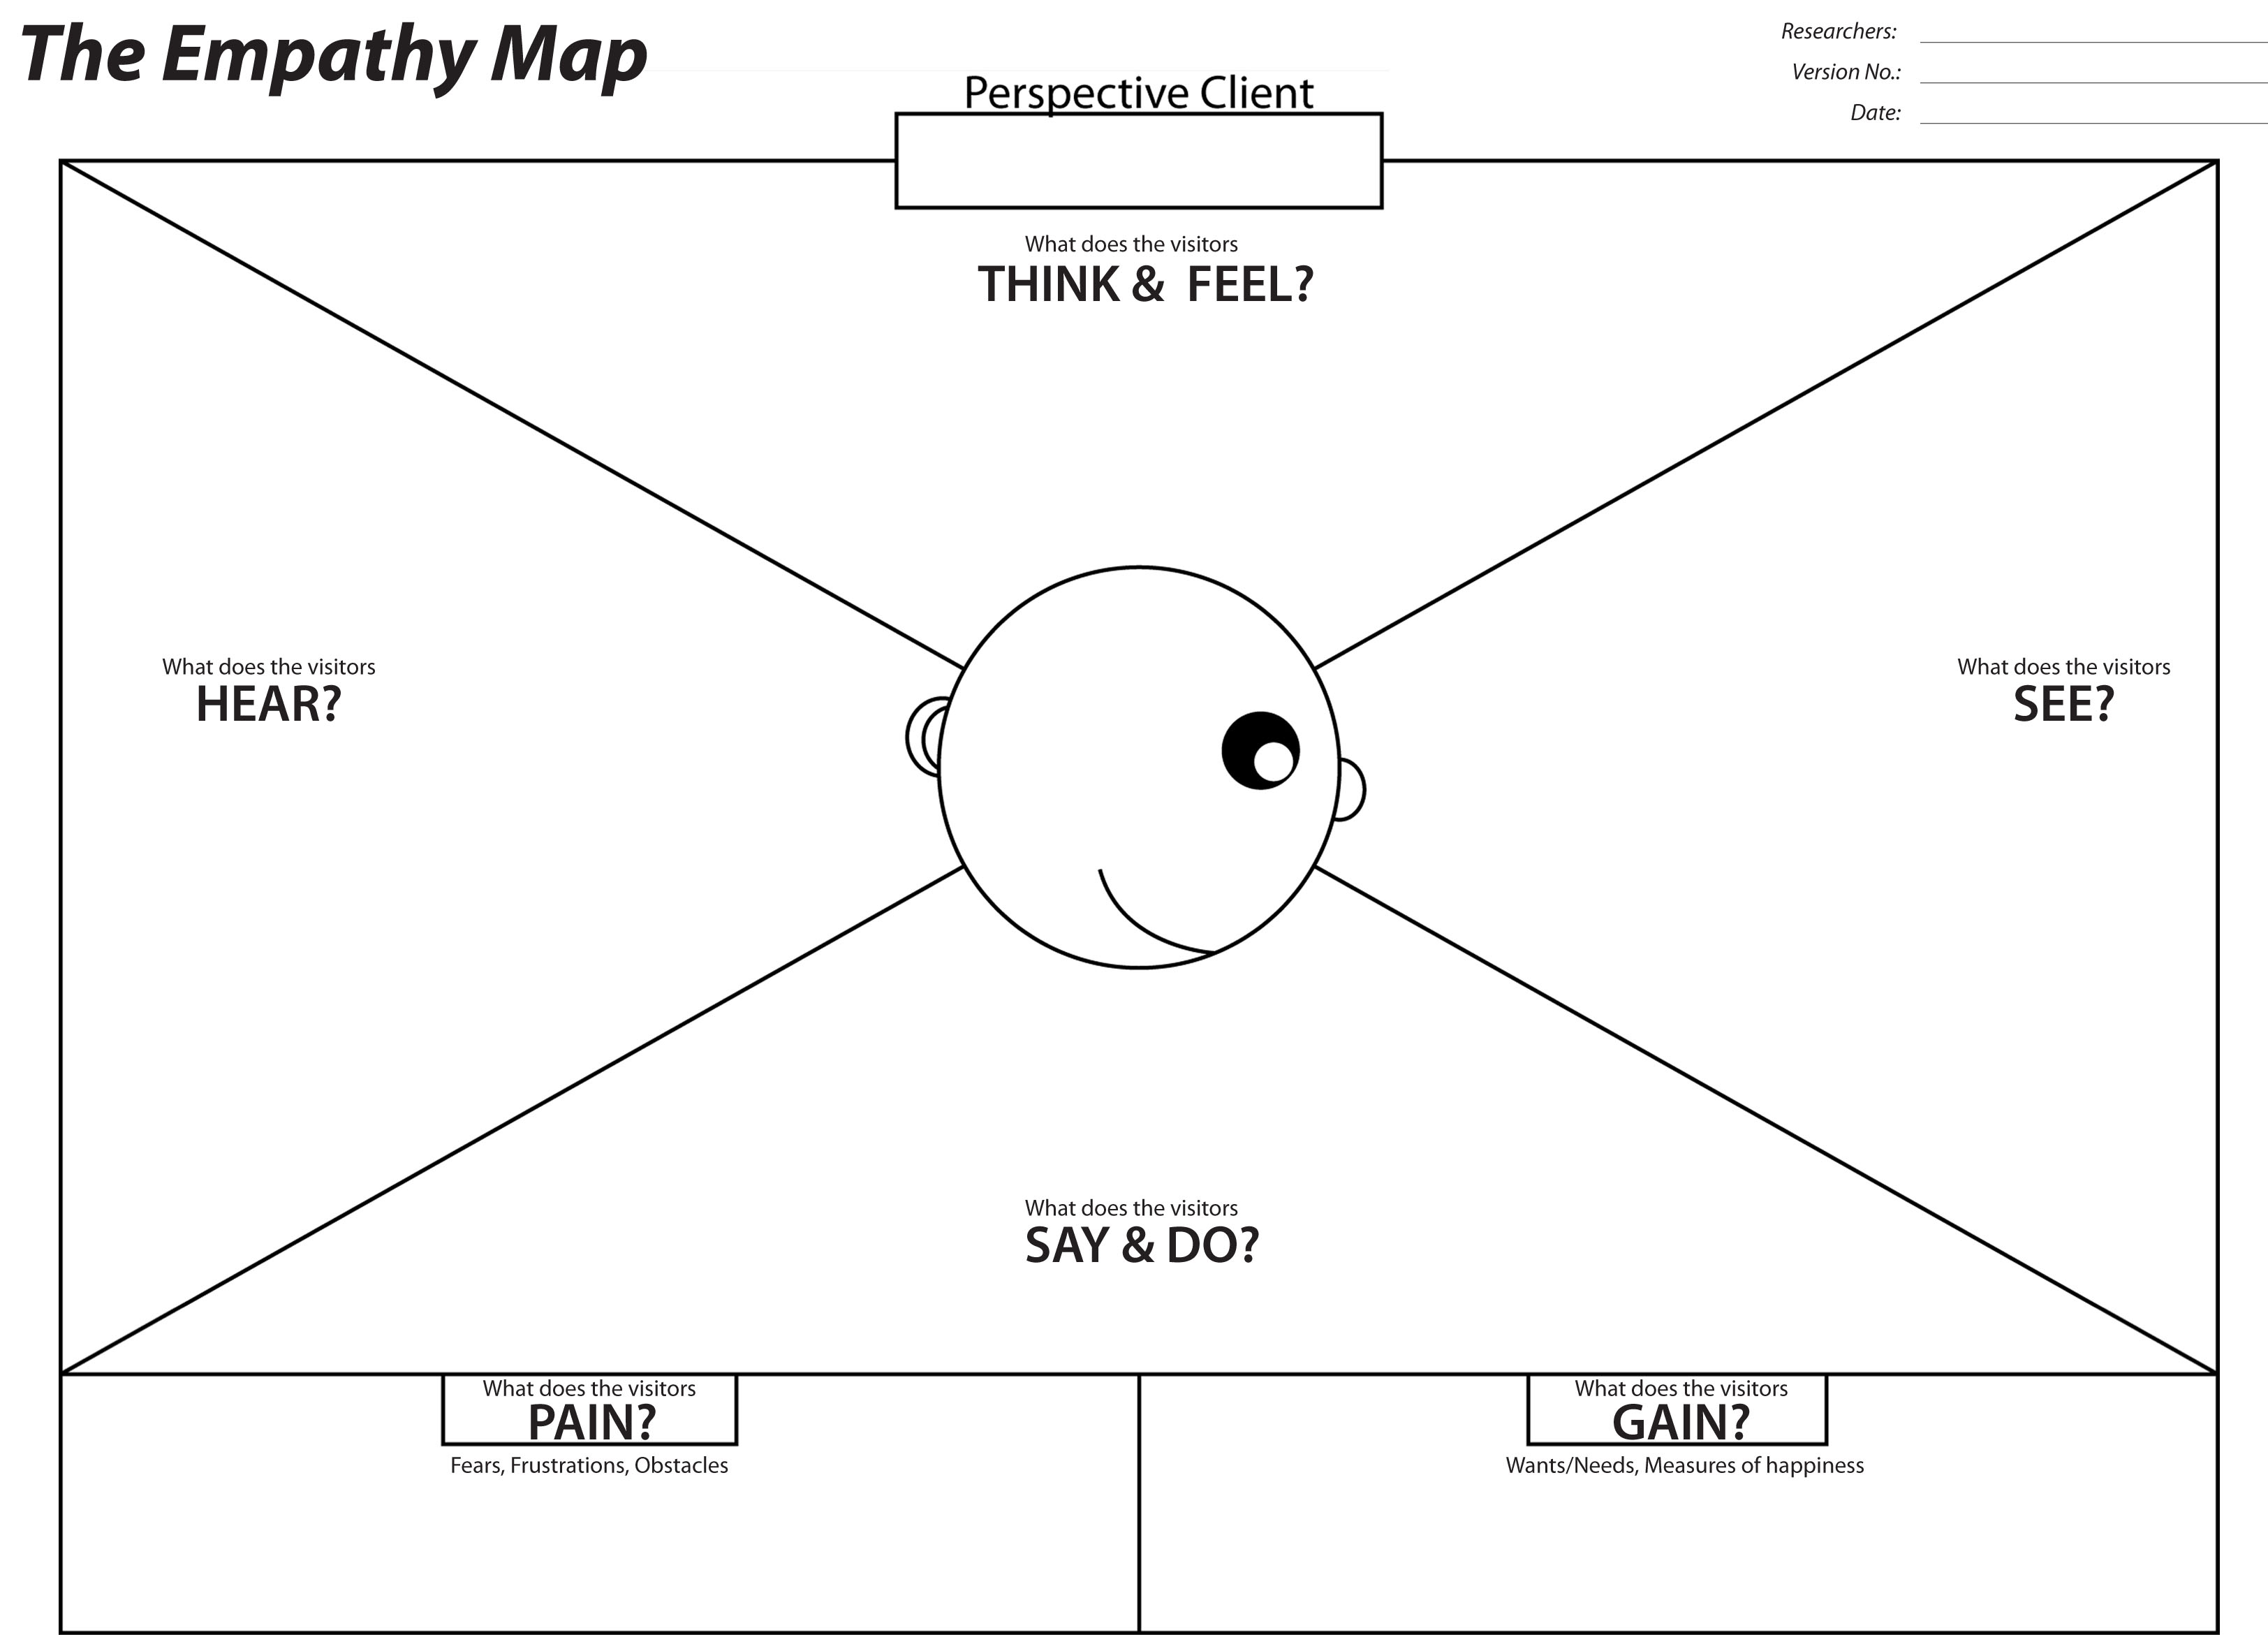 The Empathy Map
Researchers:
Version No.:
Date:
Perspective Client
What does the visitors
THINK & FEEL?
What does the visitors
HEAR?
What does the visitors
SEE?
What does the visitors
SAY & DO?
What does the visitors
PAIN?
Fears, Frustrations, Obstacles
What does the visitors
GAIN?
Wants/Needs, Measures of happiness